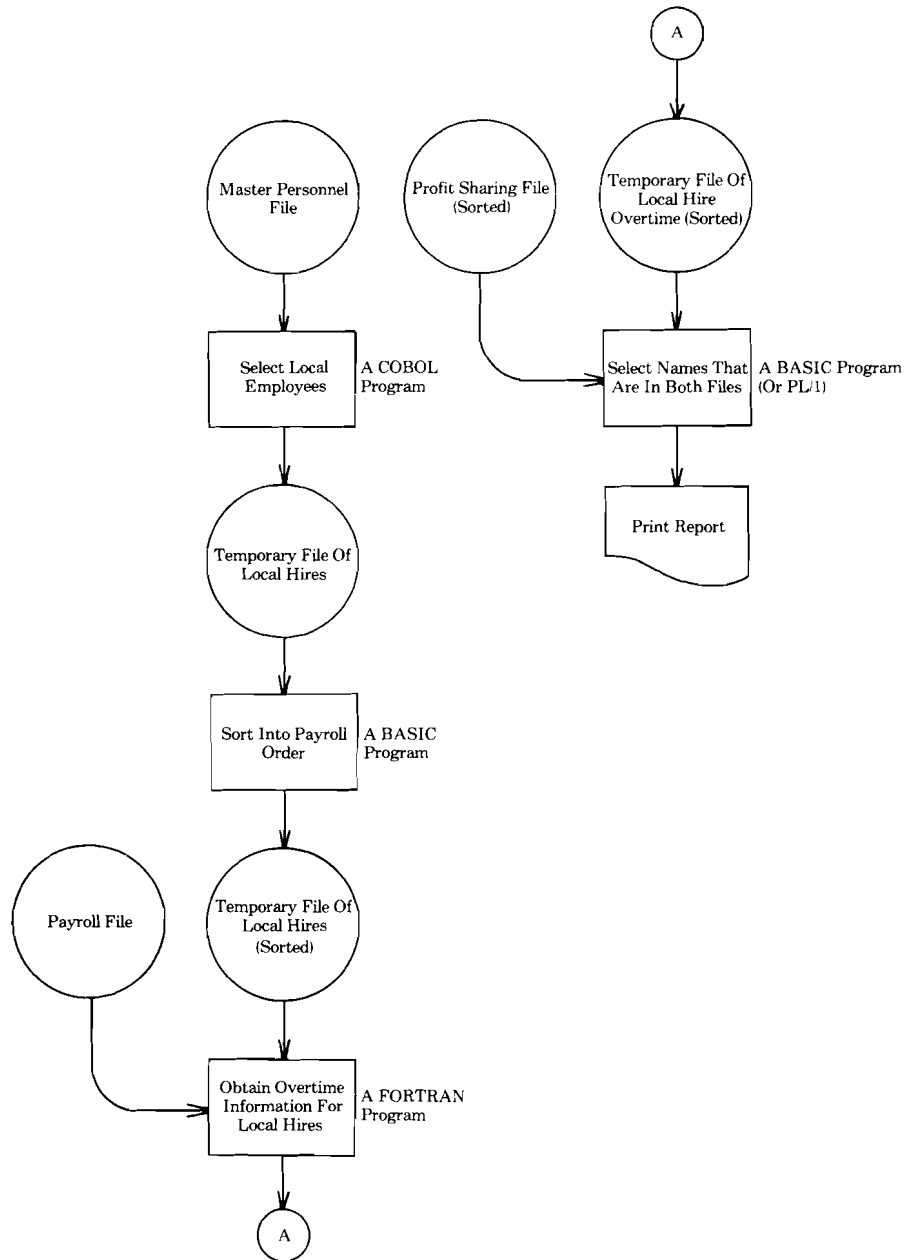 Master Personnel
File
Select Local
Employees
A COBOL
Program
Temporary File Of
Local Hires
Sort Into Payroll
Order
A BASIC
Program
Payroll File
Temporary File Of
Local Hires
(Sorted)
Obtain Overtime
Information For
Local Hires
A FORTRAN
Program
A
A
Profit Sharing File
(Sorted)
Temporary File Of
Local Hire
Overtime (Sorted)
Select Names That
Are In Both Files
A BASIC Program
(Or PL/1)
Print Report